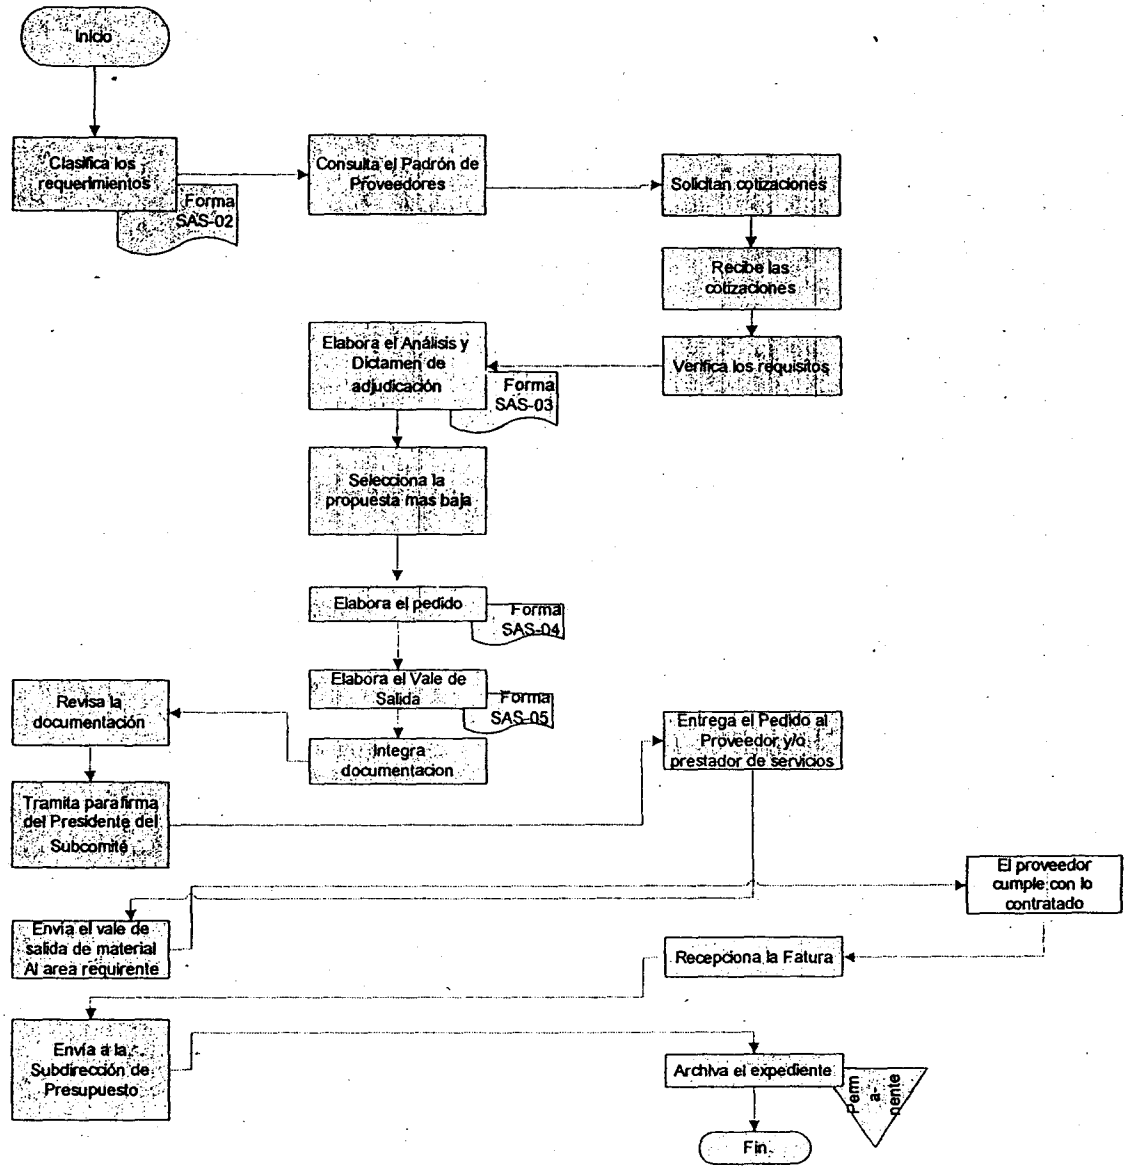 Inicio
Clasifica los
requerimientos
Forma
SAS-02
Consulta el Padrón de
Proveedores
Solicitan cotizaciones
Recibe las
cotizaciones
Verifica los requisitos
Elabora el Análisis y
Dictamen de
adjudicación
Forma
SAS-03
Selecciona la
propuesta mas baja
Elabora el pedido
Forma
SAS-04
Elabora el Vale de
Salida
Forma
SAS-05
Integra
documentacion
Revisa la
documentación
Tramita para firma
del Presidente del
Subcomité
Entrega el Pedido al
Proveedor y/o
prestador de servicios
Envía el vale de
salida de material
Al area requirente
El proveedor
cumple con lo
contratado
Recepciona la Fatura
Envía a la
Subdirección de
Presupuesto
Archiva el expediente
Perm
a-
nente
Fin